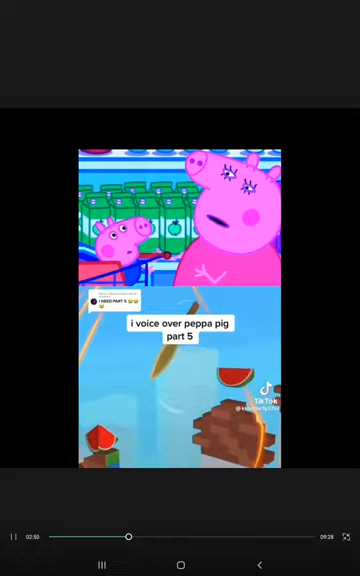 I NEED PART 5 😂😂
😂
i voice over peppa pig
part 5
TikTok
02:50
09:28